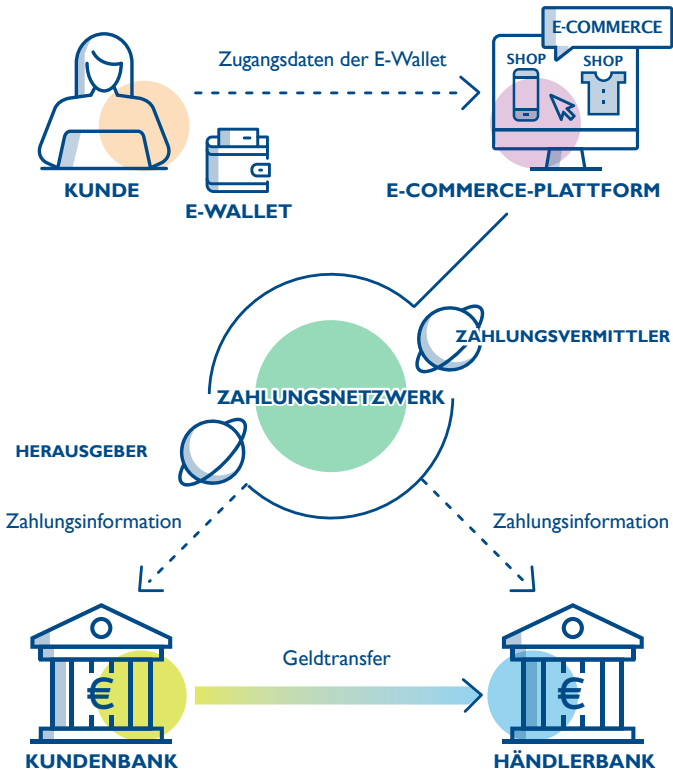 E-COMMERCE
Zugangsdaten der E-Wallet
SHOP
SHOP
KUNDE
E-WALLET
E-COMMERCE-PLATTFORM
ZAHLUNGSVERMITTLER
ZAHLUNGSNETZWERK
HERAUSGEBER
Zahlungsinformation
Zahlungsinformation
Geldtransfer
€
€
KUNDENBANK
HÄNDLERBANK